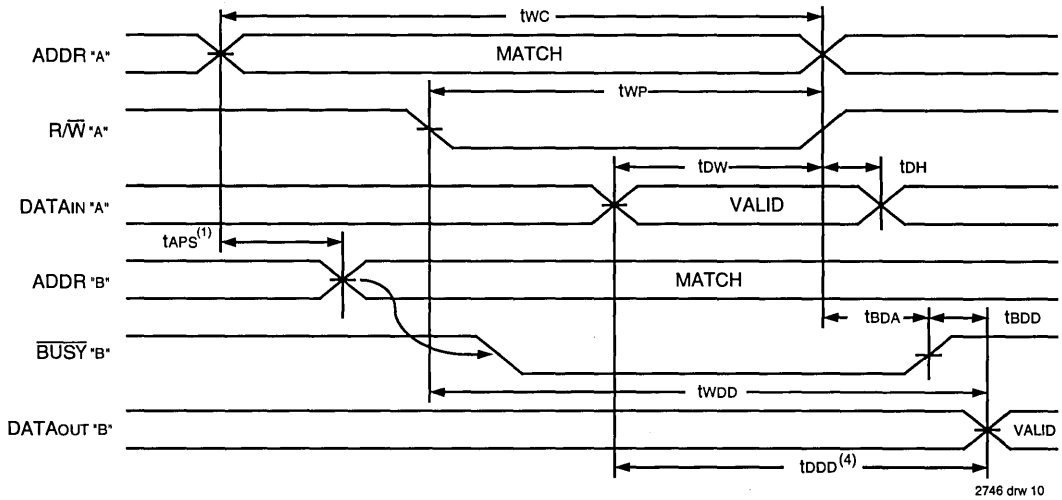 tWC
ADDR "A"
MATCH
tWP
R/W̅ "A"
tDW
tDH
DATAIN "A"
VALID
tAPS(1)
ADDR "B"
MATCH
tBDA
tBDD
B̅U̅S̅Y̅ "B"
tWDD
DATAOUT "B"
VALID
tDDD(4)
2746 drw 10